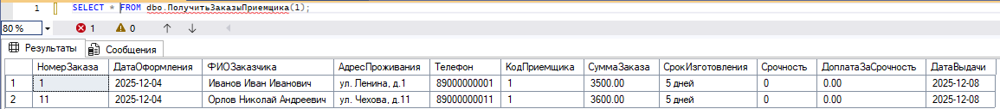 1 SELECT * FROM dbo.ПолучитьЗаказыПриемщика(1);
80 % 1 0
Результаты Сообщения
НомерЗаказа ДатаОформления ФИОЗаказчика АдресПроживания Телефон КодПриемщика СуммаЗаказа СрокИзготовления Срочность ДоплатаЗаСрочность ДатаВыдачи
1 1 2025-12-04 Иванов Иван Иванович ул. Ленина, д.1 89000000001 1 3500.00 5 дней 0 0.00 2025-12-08
2 11 2025-12-04 Орлов Николай Андреевич ул. Чехова, д.11 89000000011 1 3600.00 5 дней 0 0.00 2025-12-08